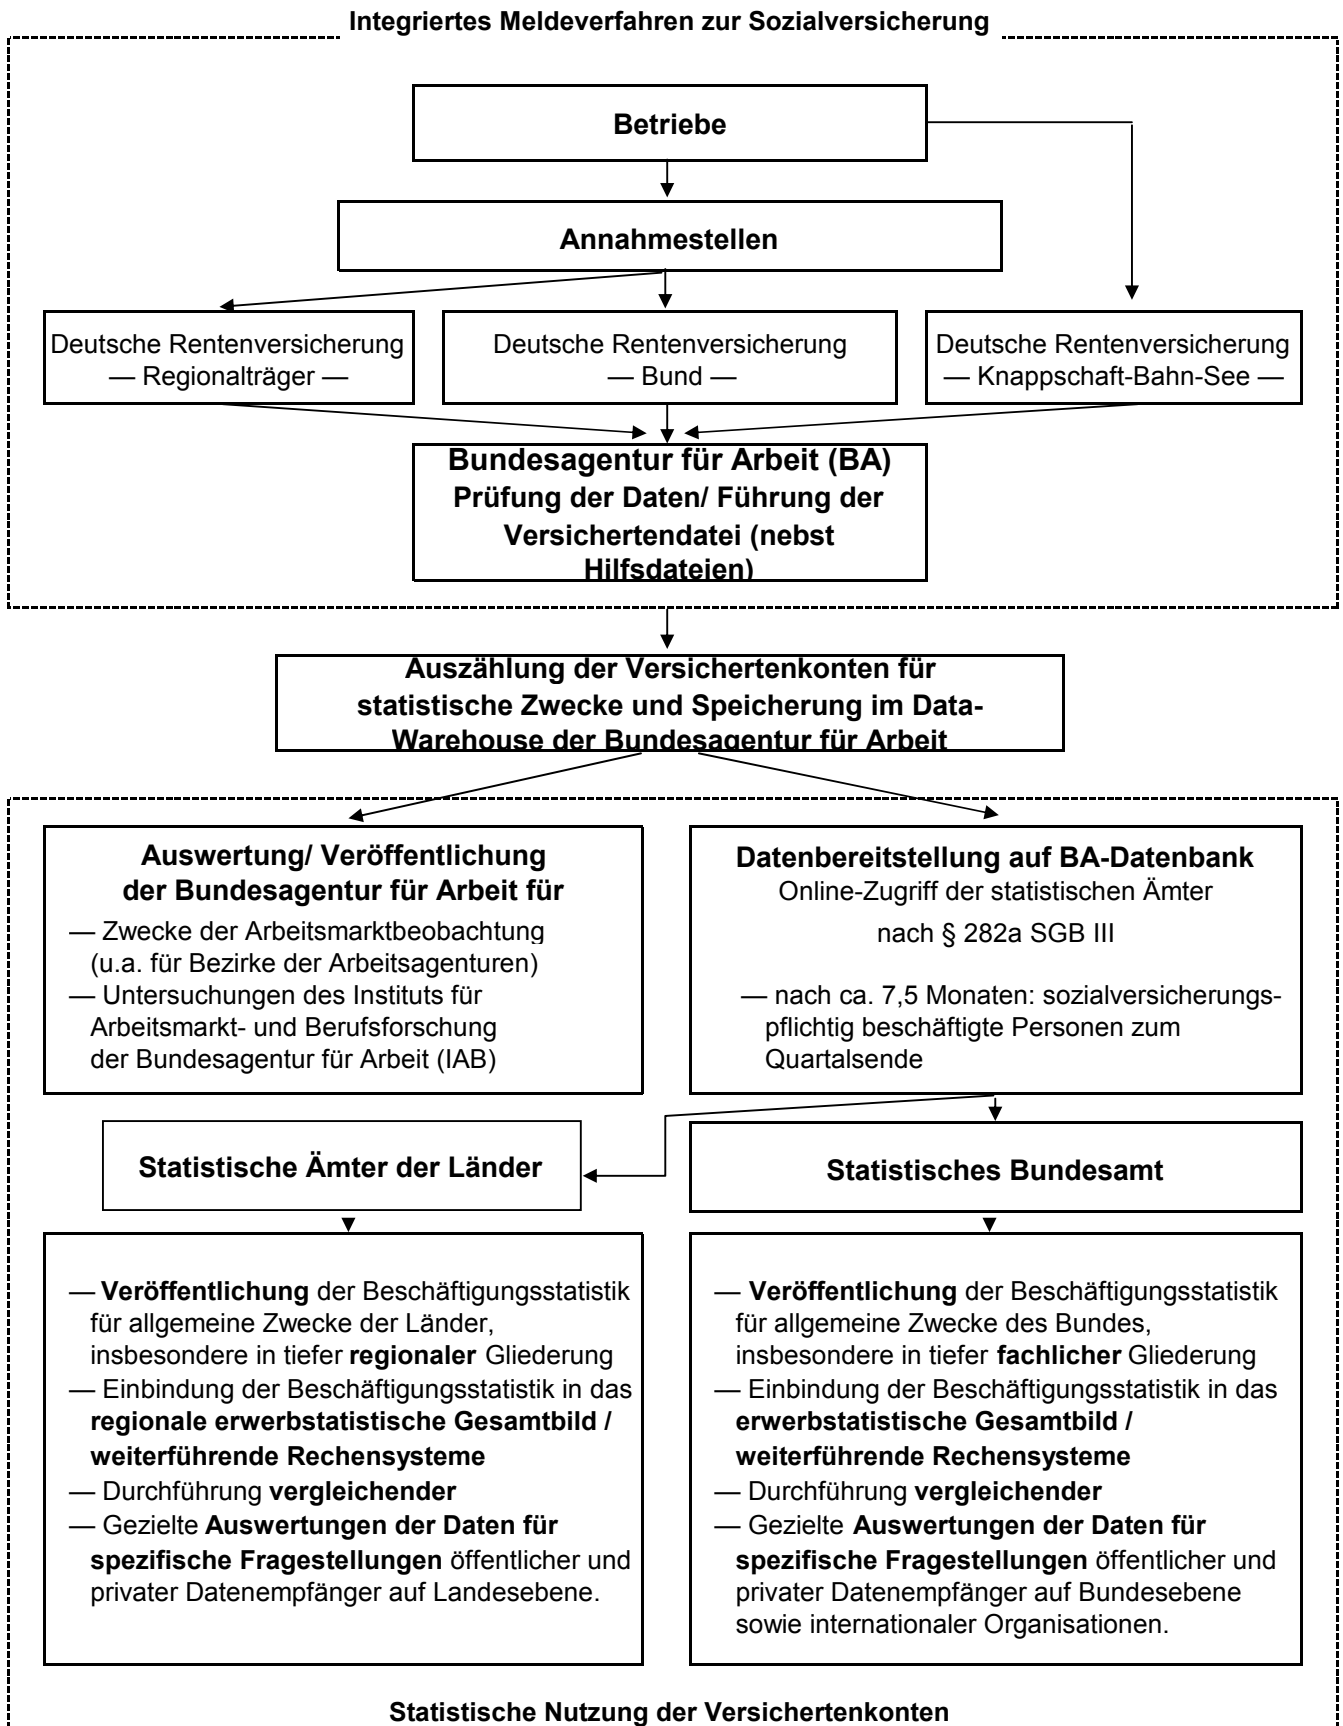 Integriertes Meldeverfahren zur Sozialversicherung
Betriebe
Annahmestellen
Deutsche Rentenversicherung
— Regionalträger —
Deutsche Rentenversicherung
— Bund —
Deutsche Rentenversicherung
— Knappschaft-Bahn-See —
Bundesagentur für Arbeit (BA)
Prüfung der Daten/ Führung der
Versichertendatei (nebst
Hilfsdateien)
Auszählung der Versichertenkonten für
statistische Zwecke und Speicherung im Data-
Warehouse der Bundesagentur für Arbeit
Auswertung/ Veröffentlichung
der Bundesagentur für Arbeit für
— Zwecke der Arbeitsmarktbeobachtung
(u.a. für Bezirke der Arbeitsagenturen)
— Untersuchungen des Instituts für
Arbeitsmarkt- und Berufsforschung
der Bundesagentur für Arbeit (IAB)
Datenbereitstellung auf BA-Datenbank
Online-Zugriff der statistischen Ämter
nach § 282a SGB III
— nach ca. 7,5 Monaten: sozialversicherungs-
pflichtig beschäftigte Personen zum
Quartalsende
Statistische Ämter der Länder
Statistisches Bundesamt
— Veröffentlichung der Beschäftigungsstatistik
für allgemeine Zwecke der Länder,
insbesondere in tiefer regionaler Gliederung
— Einbindung der Beschäftigungsstatistik in das
regionale erwerbstatistische Gesamtbild /
weiterführende Rechensysteme
— Durchführung vergleichender
— Gezielte Auswertungen der Daten für
spezifische Fragestellungen öffentlicher und
privater Datenempfänger auf Landesebene.
— Veröffentlichung der Beschäftigungsstatistik
für allgemeine Zwecke des Bundes,
insbesondere in tiefer fachlicher Gliederung
— Einbindung der Beschäftigungsstatistik in das
erwerbstatistische Gesamtbild /
weiterführende Rechensysteme
— Durchführung vergleichender
— Gezielte Auswertungen der Daten für
spezifische Fragestellungen öffentlicher und
privater Datenempfänger auf Bundesebene
sowie internationaler Organisationen.
Statistische Nutzung der Versichertenkonten